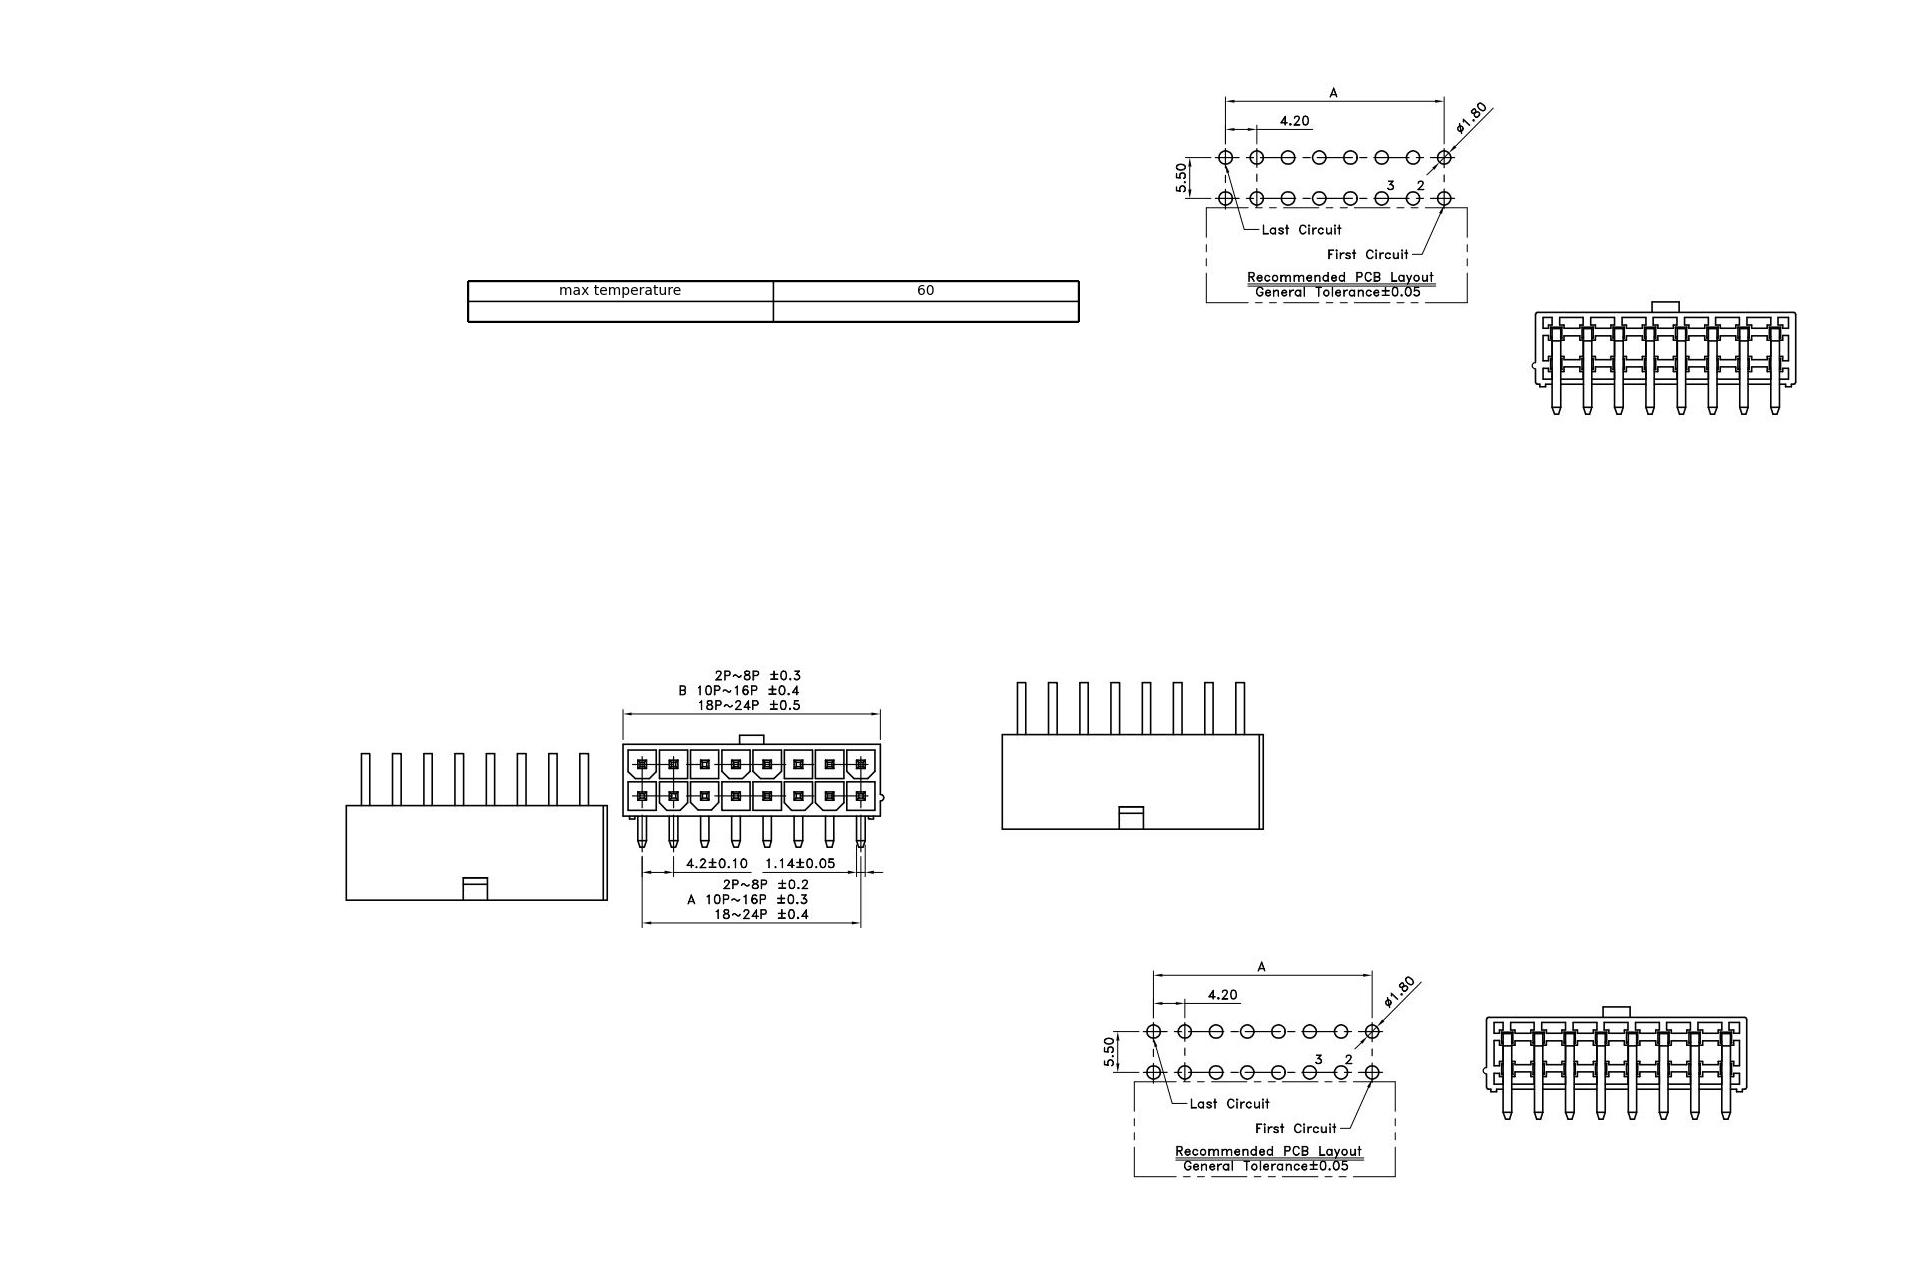 A
4.20
ø1.80
5.50
3 2
Last Circuit
First Circuit
Recommended PCB Layout
General Tolerance±0.05
max temperature 60
2P~8P ±0.3
B 10P~16P ±0.4
18P~24P ±0.5
4.2±0.10 1.14±0.05
2P~8P ±0.2
A 10P~16P ±0.3
18~24P ±0.4
A
4.20
ø1.80
5.50
3 2
Last Circuit
First Circuit
Recommended PCB Layout
General Tolerance±0.05